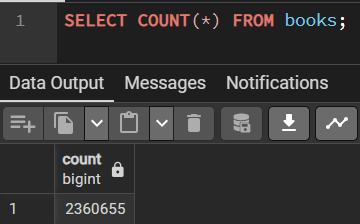 1 SELECT COUNT(*) FROM books;
Data Output Messages Notifications
count
bigint
1 2360655